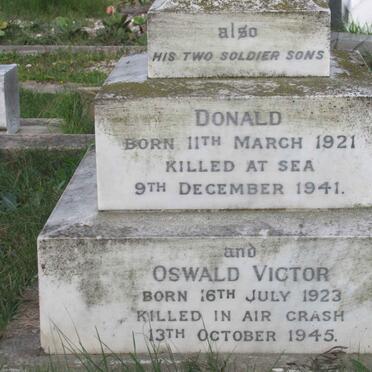 also
HIS TWO SOLDIER SONS
DONALD
BORN 11TH MARCH 1921
KILLED AT SEA
9TH DECEMBER 1941.
and
OSWALD VICTOR
BORN 16TH JULY 1923
KILLED IN AIR CRASH
13TH OCTOBER 1945.